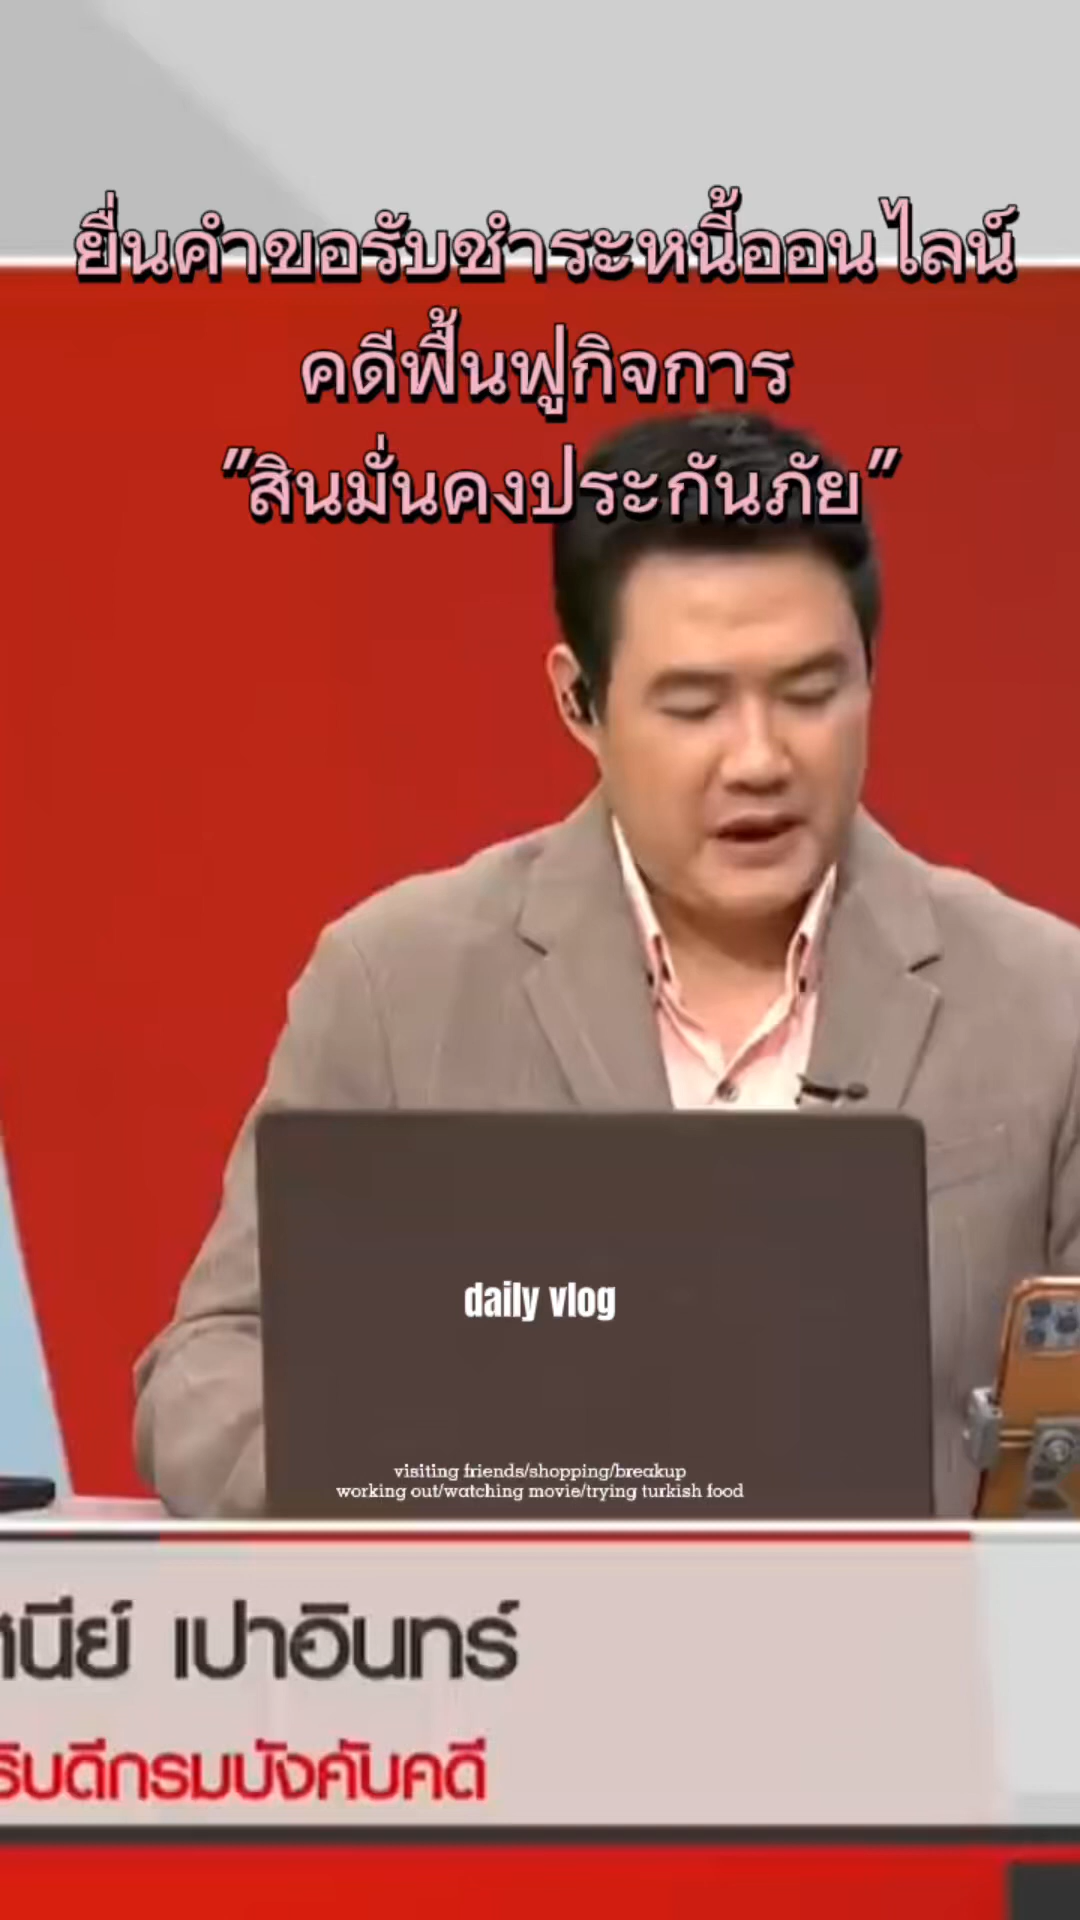 ยื่นคำขอรับชำระหนี้ออนไลน์
คดีฟื้นฟูกิจการ
"สินมั่นคงประกันภัย"
daily vlog
visiting friends/shopping/breakup
working out/watching movie/trying turkish food
นีย์ เปาอินทร์
ธิบดีกรมบังคับคดี